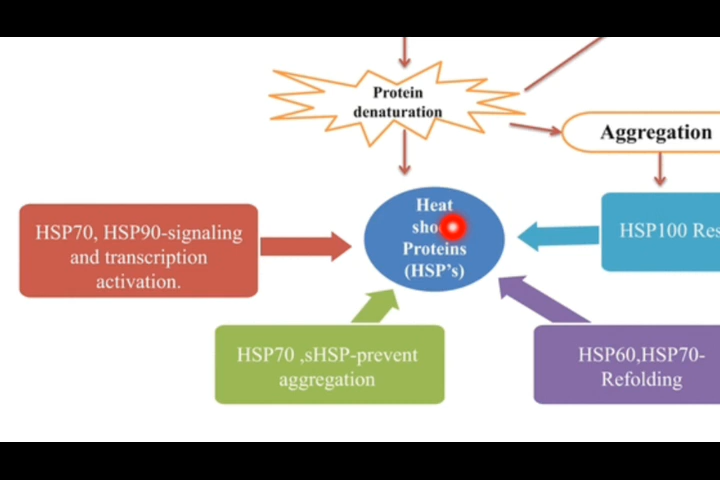 Protein
denaturation
Aggregation
Heat
Proteins
(HSP's)
HSP70, HSP90-signaling
and transcription
activation.
HSP100
HSP70 ,sHSP-prevent
aggregation
HSP60,HSP70-
Refolding